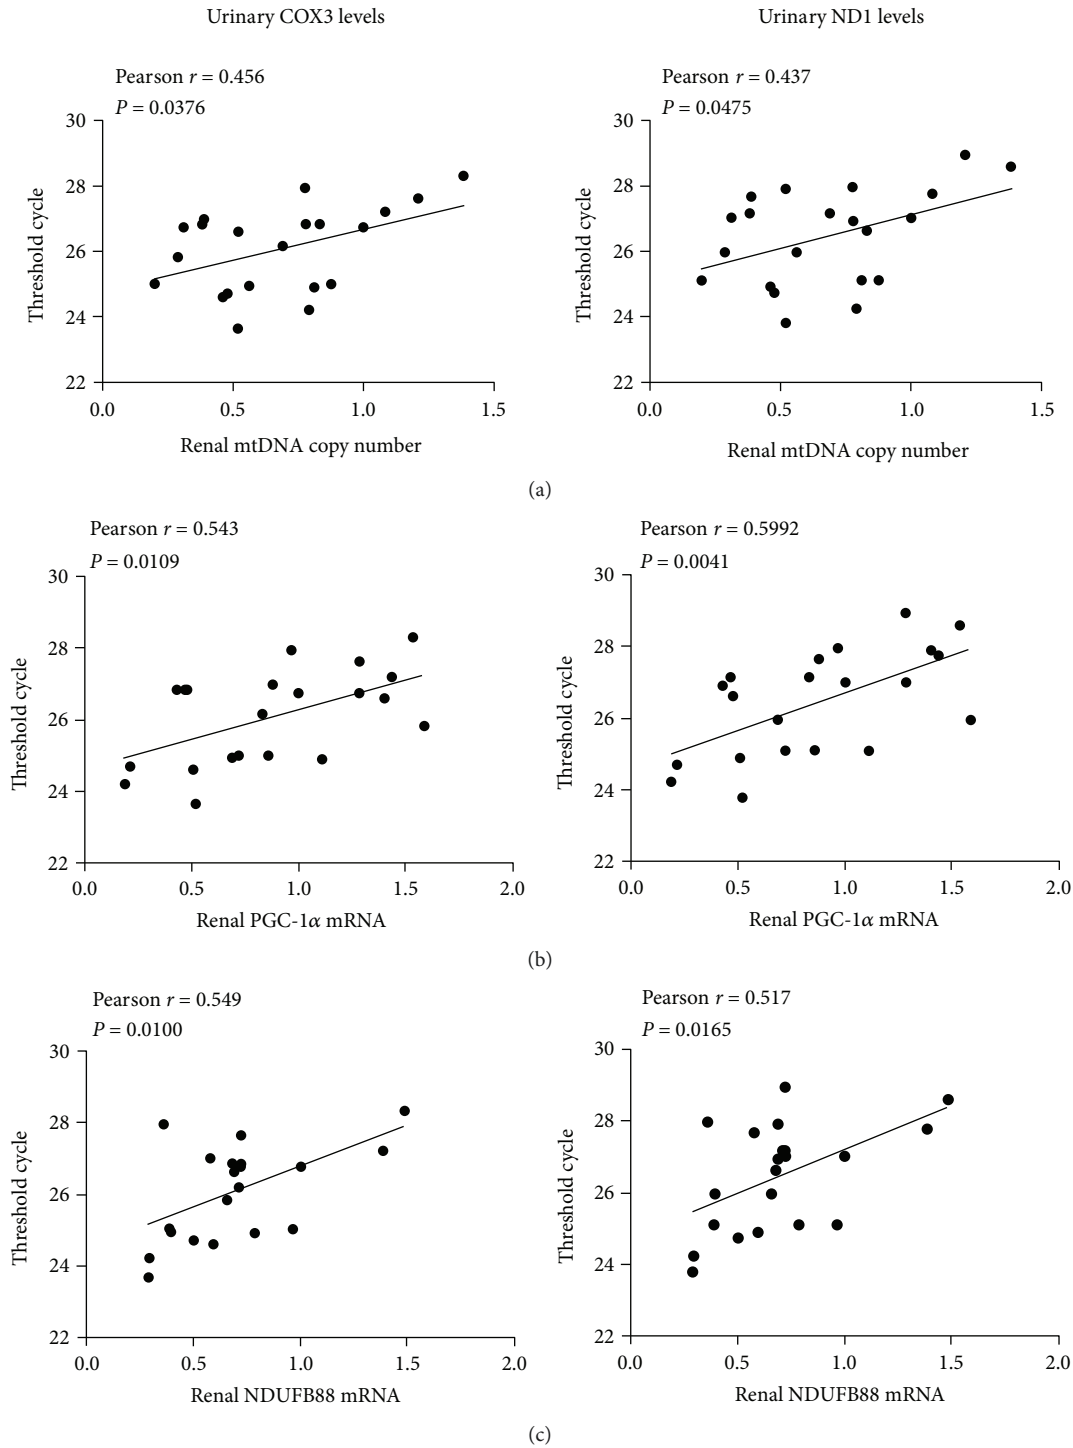 Urinary COX3 levels
Urinary ND1 levels
Pearson r = 0.456
P = 0.0376
30
28
26
24
22
Threshold cycle
0.0 0.5 1.0 1.5
Renal mtDNA copy number
Pearson r = 0.437
P = 0.0475
30
28
26
24
22
Threshold cycle
0.0 0.5 1.0 1.5
Renal mtDNA copy number
(a)
Pearson r = 0.543
P = 0.0109
30
28
26
24
22
Threshold cycle
0.0 0.5 1.0 1.5 2.0
Renal PGC-1α mRNA
Pearson r = 0.5992
P = 0.0041
30
28
26
24
22
Threshold cycle
0.0 0.5 1.0 1.5 2.0
Renal PGC-1α mRNA
(b)
Pearson r = 0.549
P = 0.0100
30
28
26
24
22
Threshold cycle
0.0 0.5 1.0 1.5 2.0
Renal NDUFB88 mRNA
Pearson r = 0.517
P = 0.0165
30
28
26
24
22
Threshold cycle
0.0 0.5 1.0 1.5 2.0
Renal NDUFB88 mRNA
(c)